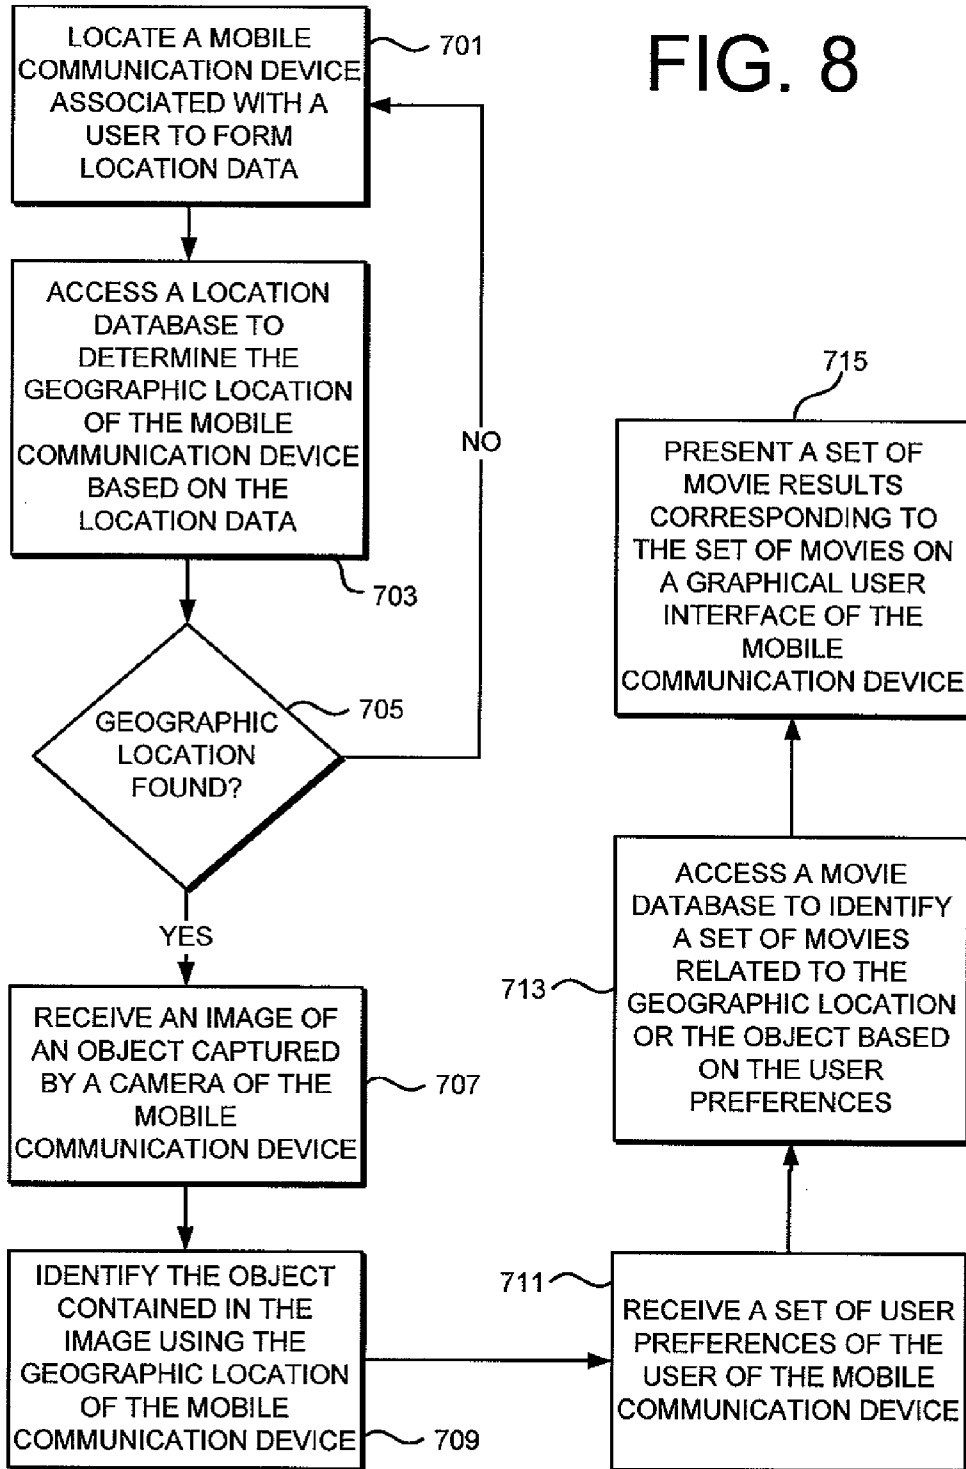 FIG. 8
LOCATE A MOBILE
COMMUNICATION DEVICE
ASSOCIATED WITH A
USER TO FORM
LOCATION DATA
701
ACCESS A LOCATION
DATABASE TO
DETERMINE THE
GEOGRAPHIC LOCATION
OF THE MOBILE
COMMUNICATION DEVICE
BASED ON THE
LOCATION DATA
703
GEOGRAPHIC
LOCATION
FOUND?
705
NO
YES
RECEIVE AN IMAGE OF
AN OBJECT CAPTURED
BY A CAMERA OF THE
MOBILE
COMMUNICATION DEVICE
707
IDENTIFY THE OBJECT
CONTAINED IN THE
IMAGE USING THE
GEOGRAPHIC LOCATION
OF THE MOBILE
COMMUNICATION DEVICE
709
711
RECEIVE A SET OF USER
PREFERENCES OF THE
USER OF THE MOBILE
COMMUNICATION DEVICE
713
ACCESS A MOVIE
DATABASE TO IDENTIFY
A SET OF MOVIES
RELATED TO THE
GEOGRAPHIC LOCATION
OR THE OBJECT BASED
ON THE USER
PREFERENCES
715
PRESENT A SET OF
MOVIE RESULTS
CORRESPONDING TO
THE SET OF MOVIES ON
A GRAPHICAL USER
INTERFACE OF THE
MOBILE
COMMUNICATION DEVICE